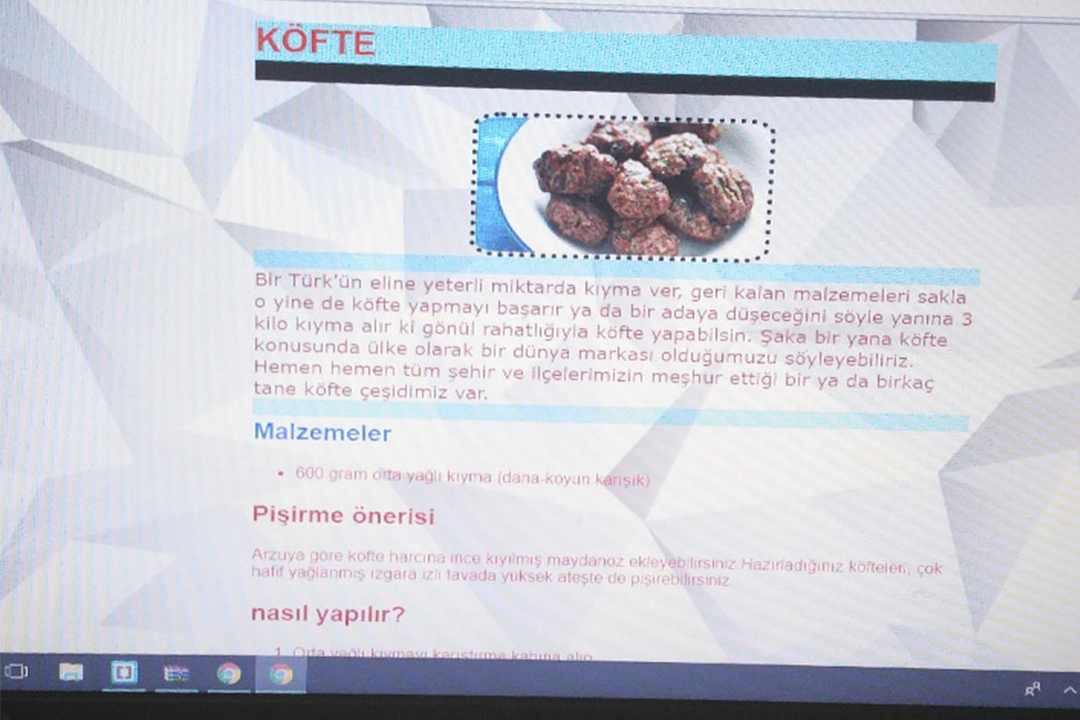 KÖFTE
Bir Türk'ün eline yeterli miktarda kıyma ver, geri kalan malzemeleri sakla
o yine de köfte yapmayı başarır ya da bir adaya düşeceğini söyle yanına 3
kilo kıyma alır ki gönül rahatlığıyla köfte yapabilsin. Şaka bir yana köfte
konusunda ülke olarak bir dünya markası olduğumuzu söyleyebiliriz.
Hemen hemen tüm şehir ve ilçelerimizin meşhur ettiği bir ya da birkaç
tane köfte çeşidimiz var.
Malzemeler
• 600 gram orta yağlı kıyma (dana-koyun karışık)
Pişirme önerisi
Arzuya göre köfte harcına ince kıyılmış maydanoz ekleyebilirsiniz. Hazırladığınız köfteleri, çok
hafif yağlanmış ızgara izli tavada yüksek ateşte de pişirebilirsiniz.
nasıl yapılır?
1. Orta yağlı kıymayı karıştırma kabına alın